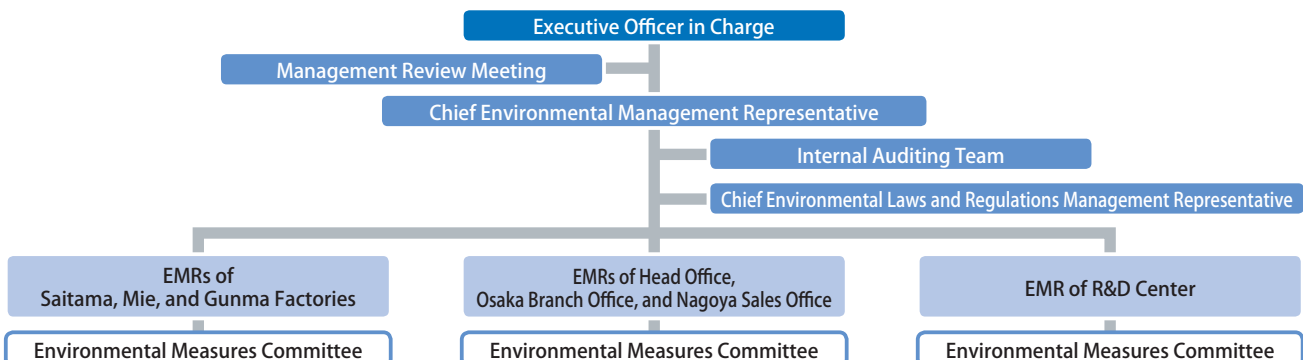 Executive Officer in Charge
Management Review Meeting
Chief Environmental Management Representative
Internal Auditing Team
Chief Environmental Laws and Regulations Management Representative
EMRs of
Saitama, Mie, and Gunma Factories
EMRs of Head Office,
Osaka Branch Office, and Nagoya Sales Office
EMR of R&D Center
Environmental Measures Committee
Environmental Measures Committee
Environmental Measures Committee